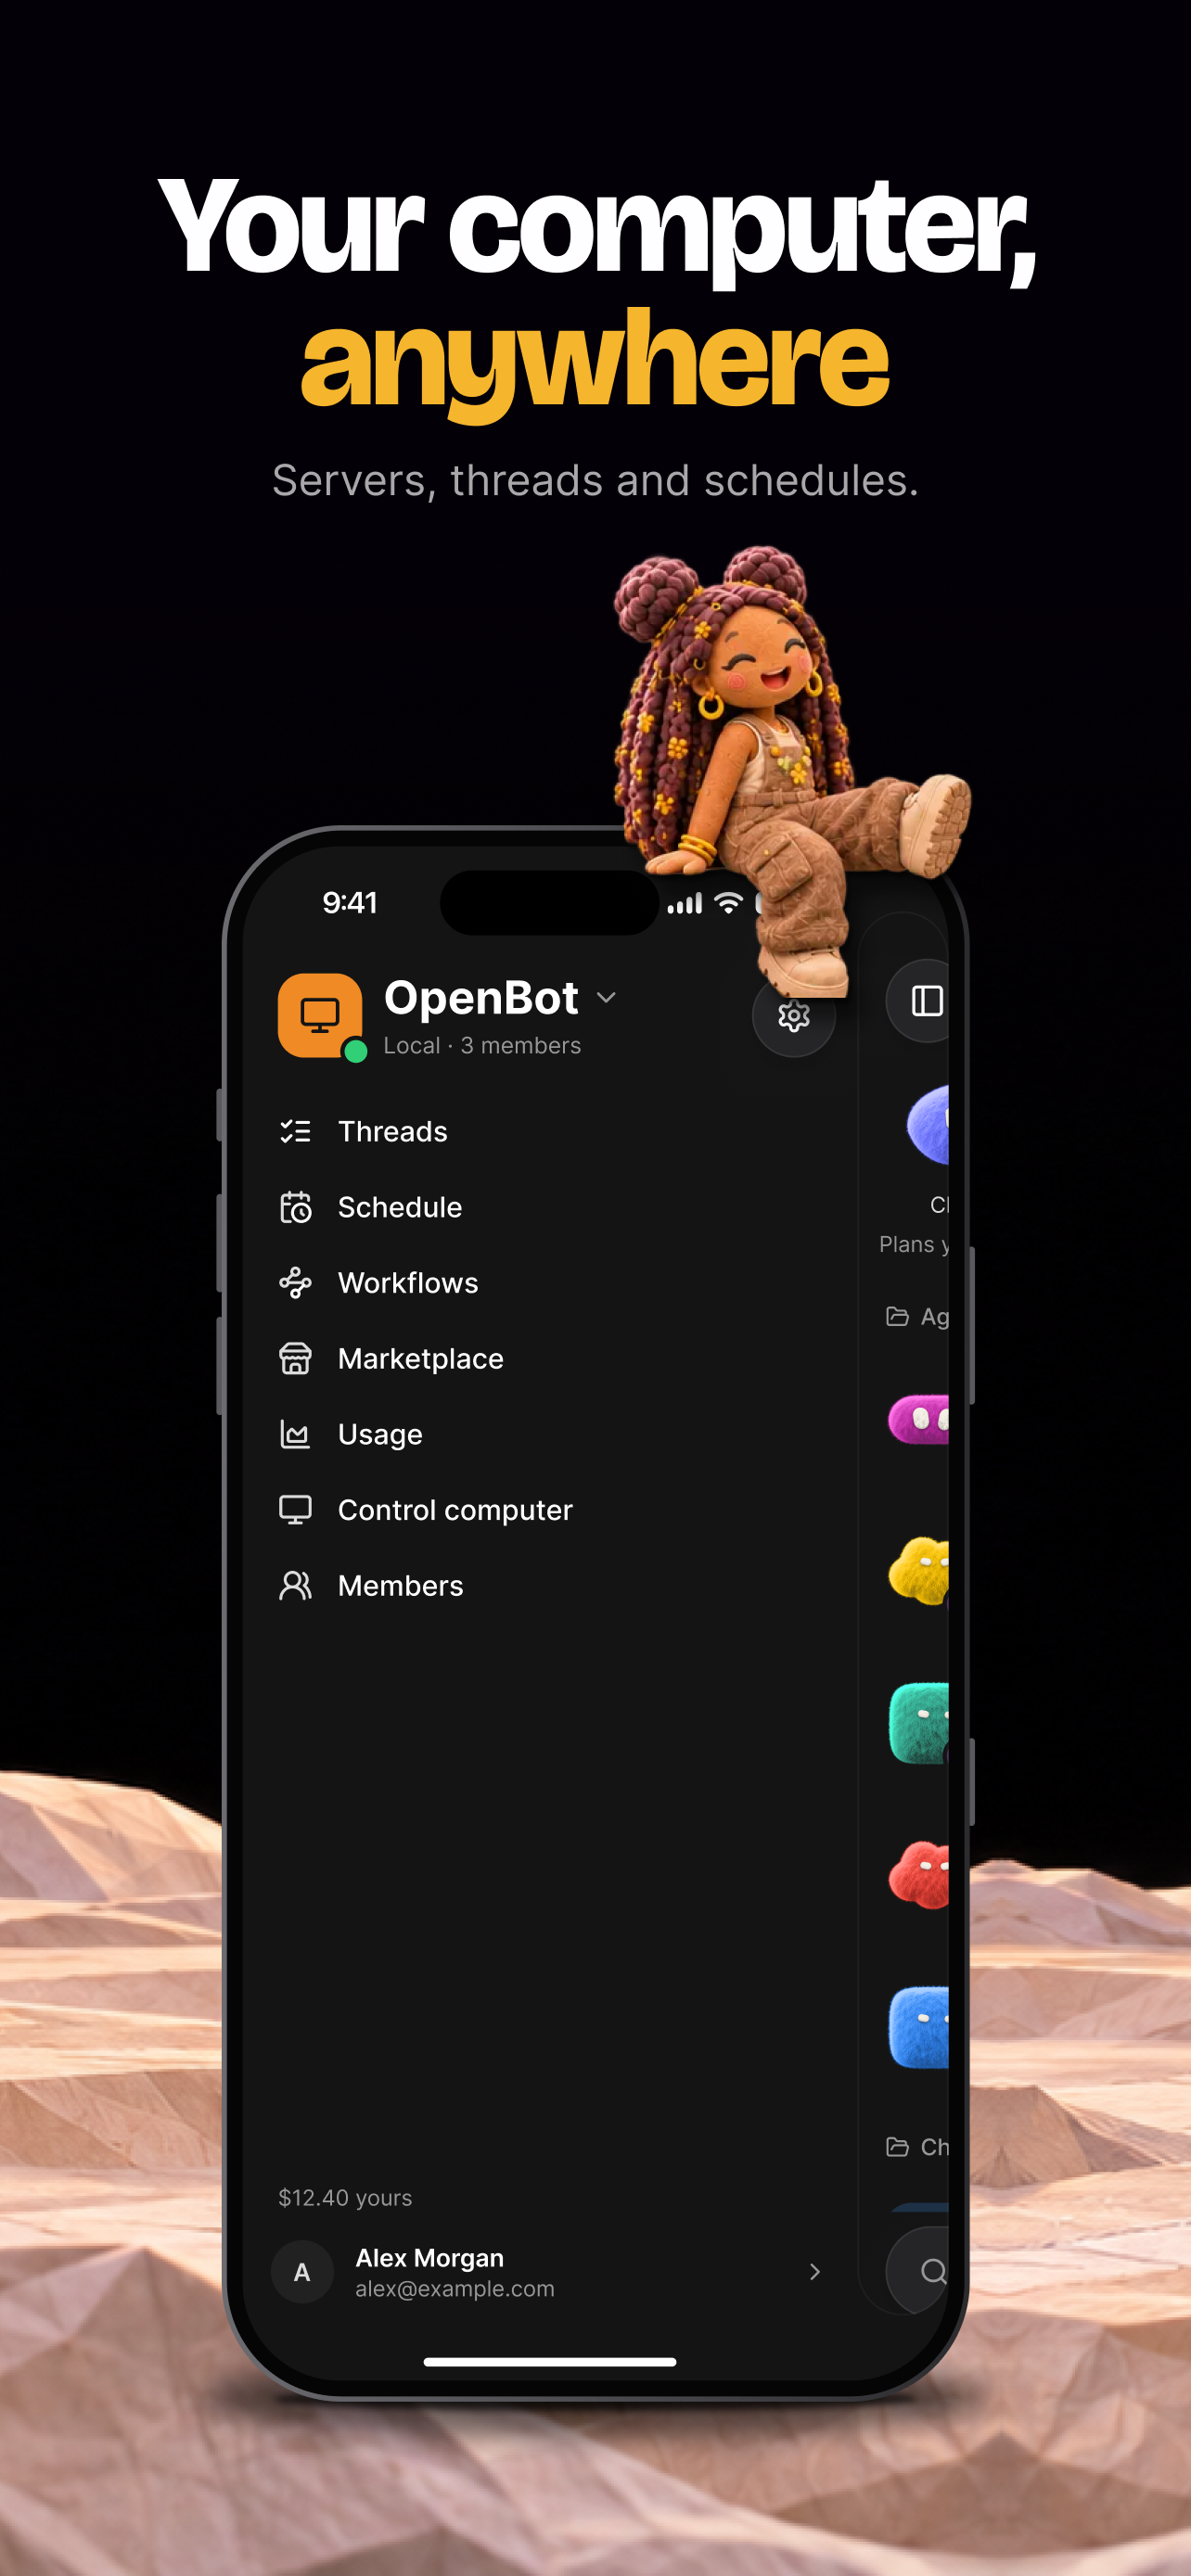 Your computer,
anywhere
Servers, threads and schedules.
9:41
OpenBot
Local · 3 members
Threads
Schedule
Workflows
Marketplace
Usage
Control computer
Members
$12.40 yours
A
Alex Morgan
alex@example.com
Plans